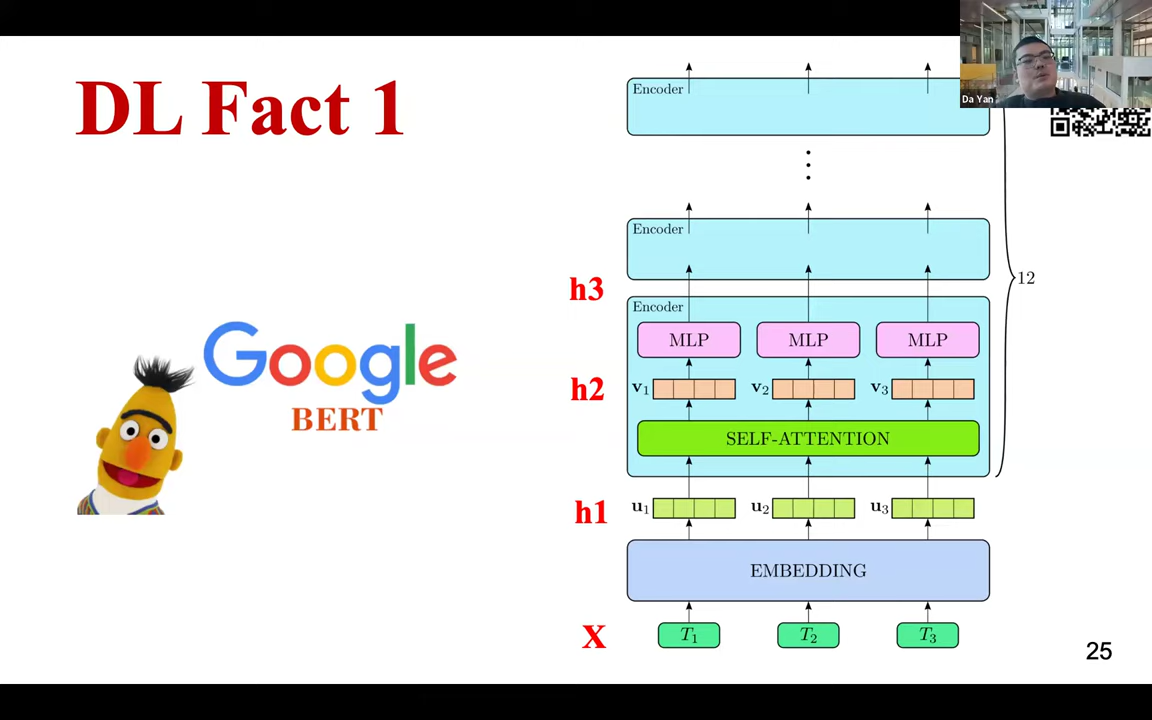 DL Fact 1
Google
BERT
Da Yan
Encoder
⋮
Encoder
h3
Encoder
12
MLP MLP MLP
h2 v₁ v₂ v₃
SELF-ATTENTION
h1 u₁ u₂ u₃
EMBEDDING
X T₁ T₂ T₃
25